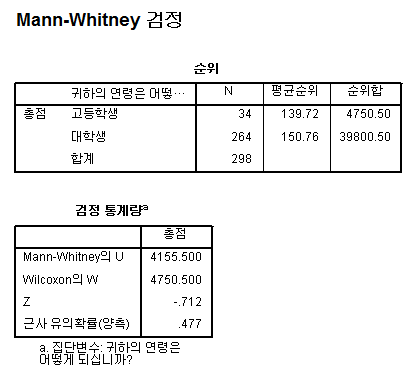 Mann-Whitney 검정
순위
귀하의 연령은 어떻… N 평균순위 순위합
총점 고등학생 34 139.72 4750.50
대학생 264 150.76 39800.50
합계 298
검정 통계량a
총점
Mann-Whitney의 U 4155.500
Wilcoxon의 W 4750.500
Z -.712
근사 유의확률(양측) .477
a. 집단변수: 귀하의 연령은
어떻게 되십니까?